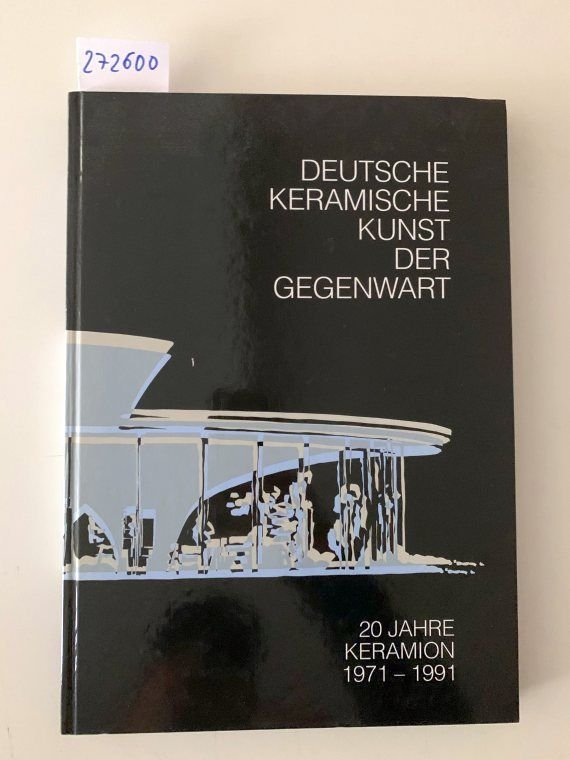 272600
DEUTSCHE
KERAMISCHE
KUNST
DER
GEGENWART
20 JAHRE
KERAMION
1971 – 1991